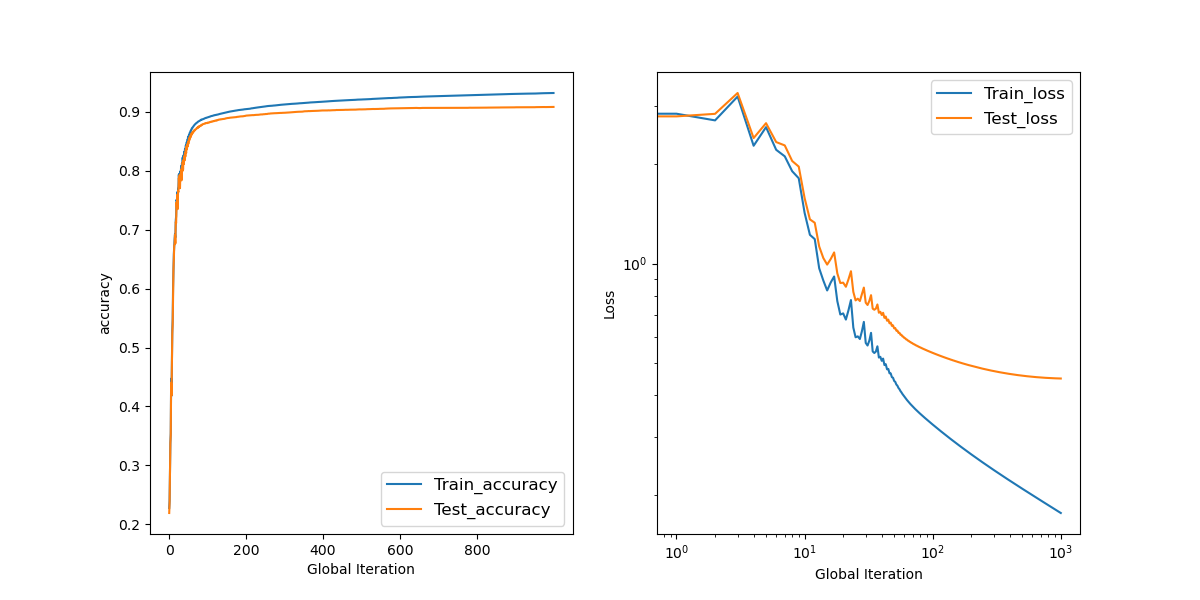 0.9
0.8
0.7
0.6
0.5
0.4
0.3
0.2
accuracy
0 200 400 600 800
Global Iteration
Train_accuracy
Test_accuracy
Train_loss
Test_loss
10⁰
Loss
10⁰ 10¹ 10² 10³
Global Iteration